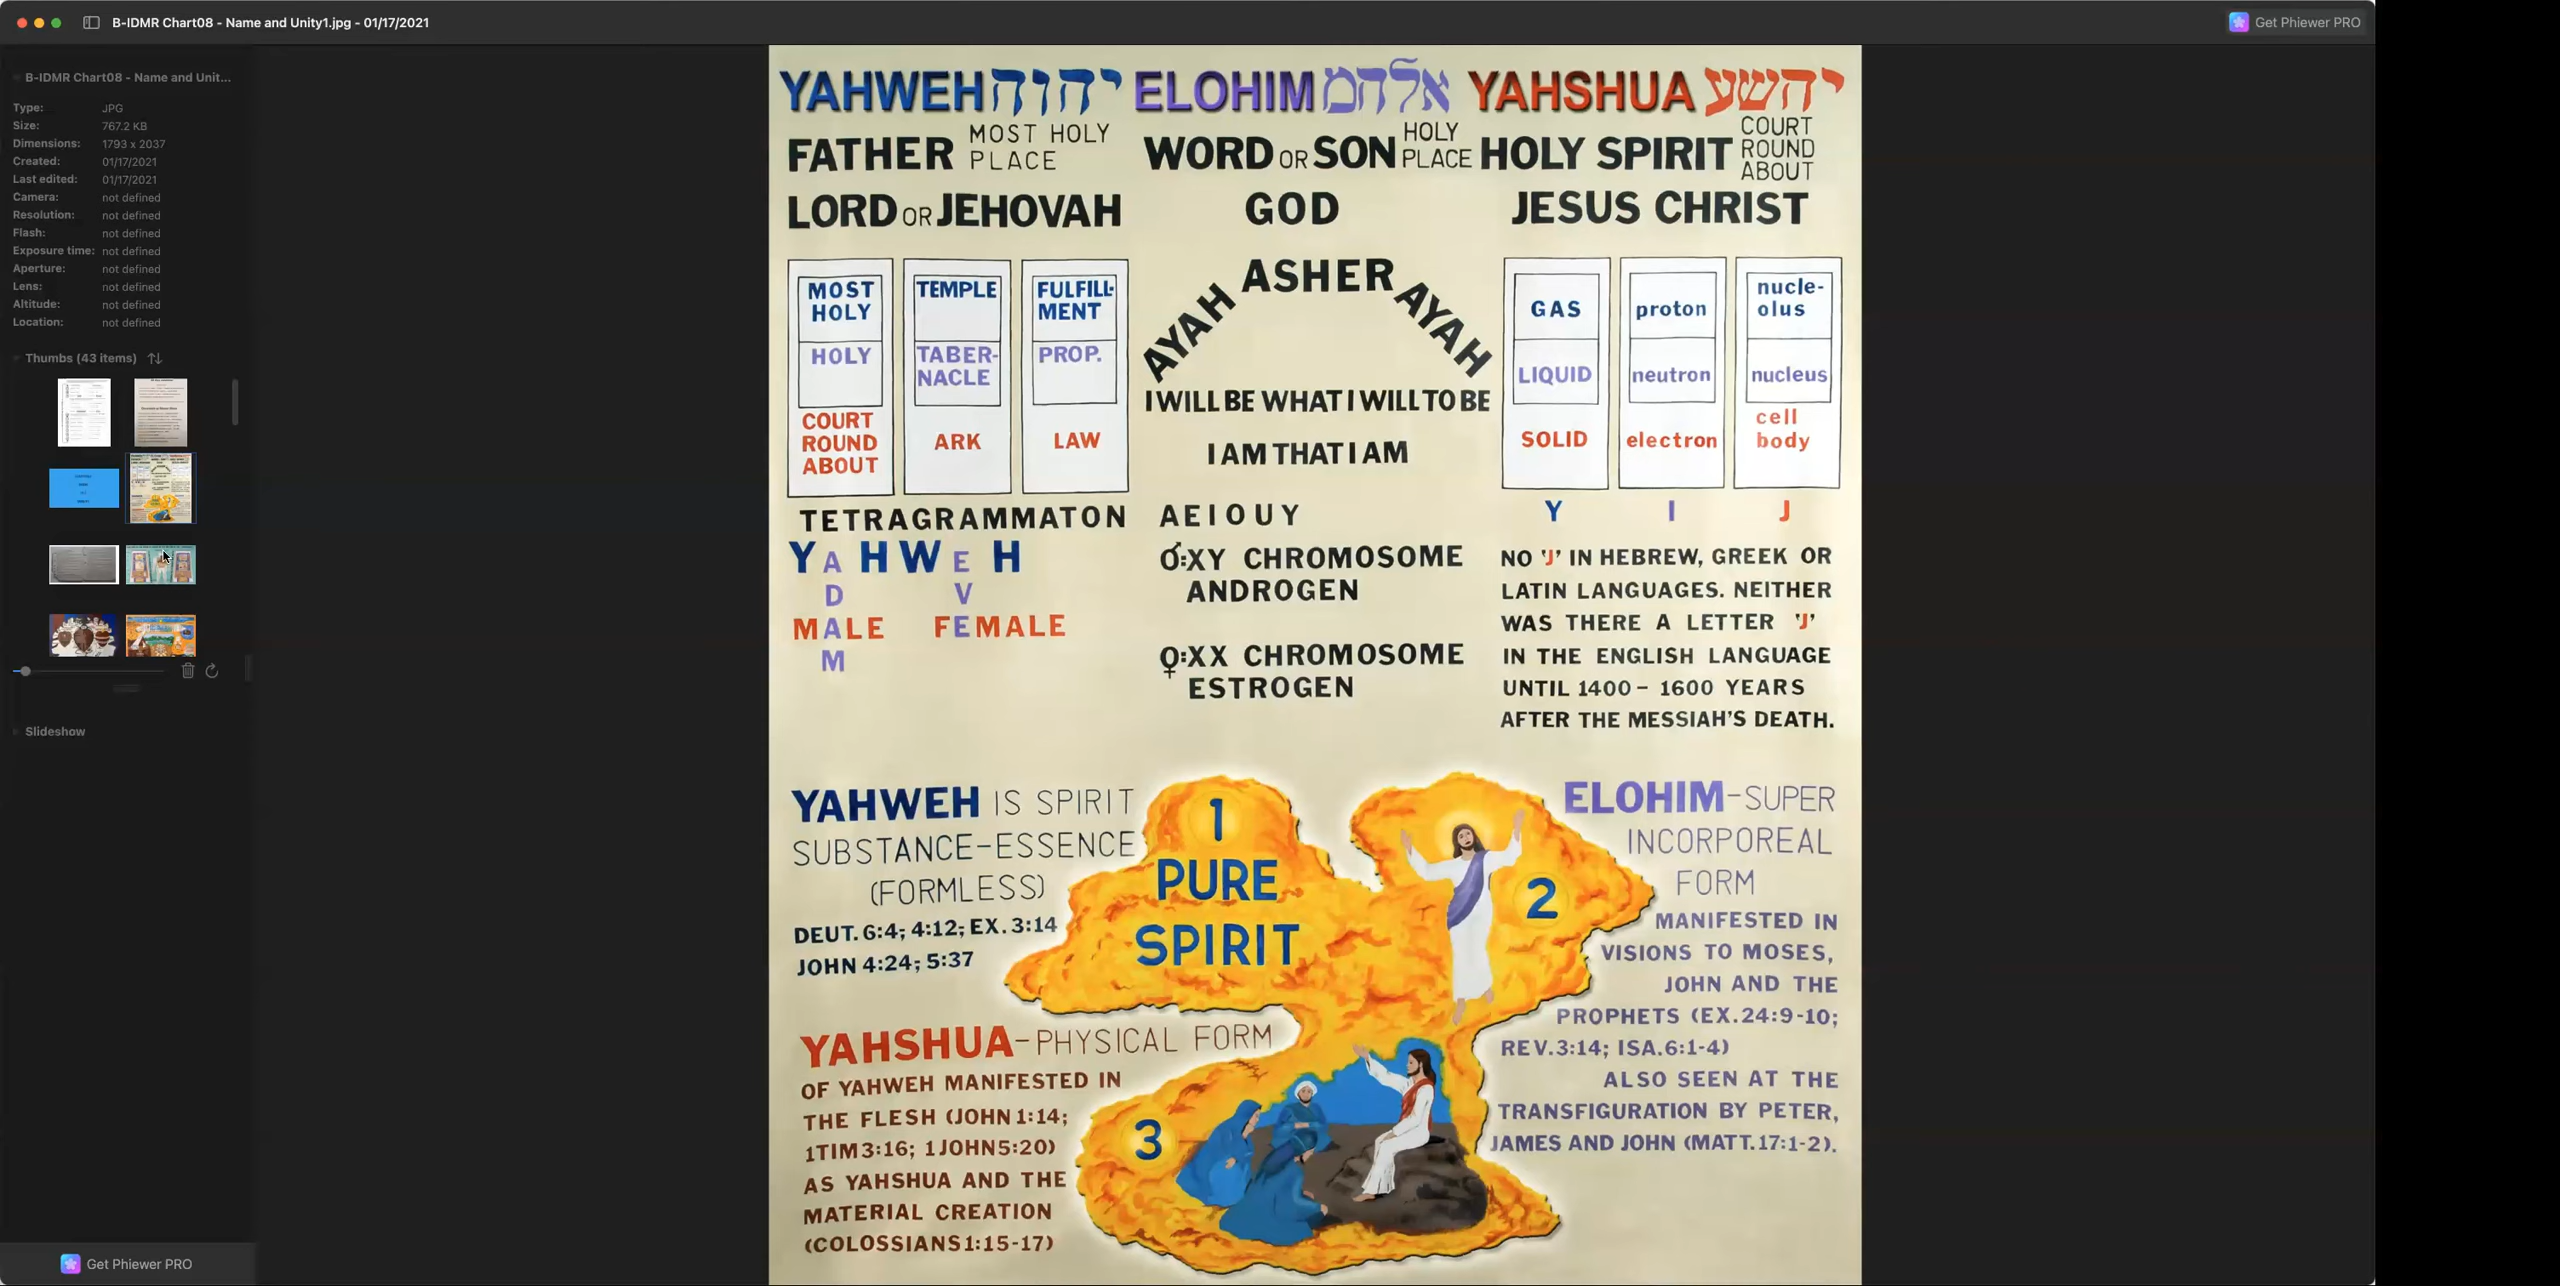 B-IDMR Chart08 - Name and Unity1.jpg - 01/17/2021
Get Phiewer PRO
B-IDMR Chart08 - Name and Unit...
Type: JPG
Size: 767.2 KB
Dimensions: 1793 x 2037
Created: 01/17/2021
Last edited: 01/17/2021
Camera: not defined
Resolution: not defined
Flash: not defined
Exposure time: not defined
Aperture: not defined
Lens: not defined
Altitude: not defined
Location: not defined
Thumbs (43 items)
Slideshow
Get Phiewer PRO
YAHWEH יהוה ELOHIM אלהמ YAHSHUA יהשע
FATHER MOST HOLY PLACE
WORD OR SON HOLY PLACE
HOLY SPIRIT COURT ROUND ABOUT
LORD OR JEHOVAH
GOD
JESUS CHRIST
MOST HOLY
HOLY
COURT ROUND ABOUT
TEMPLE
TABER-
NACLE
ARK
FULFILL-
MENT
PROP.
LAW
AYAH ASHER AYAH
I WILL BE WHAT I WILL TO BE
I AM THAT I AM
GAS
LIQUID
SOLID
proton
neutron
electron
nucle-
olus
nucleus
cell
body
Y I J
TETRAGRAMMATON
YAHWEH
ADAM
EVE
MALE FEMALE
A E I O U Y
♂:XY CHROMOSOME
ANDROGEN
♀:XX CHROMOSOME
ESTROGEN
NO 'J' IN HEBREW, GREEK OR
LATIN LANGUAGES. NEITHER
WAS THERE A LETTER 'J'
IN THE ENGLISH LANGUAGE
UNTIL 1400 - 1600 YEARS
AFTER THE MESSIAH'S DEATH.
YAHWEH IS SPIRIT
SUBSTANCE-ESSENCE
(FORMLESS)
DEUT. 6:4; 4:12; EX. 3:14
JOHN 4:24; 5:37
1
PURE
SPIRIT
2
ELOHIM-SUPER
INCORPOREAL
FORM
MANIFESTED IN
VISIONS TO MOSES,
JOHN AND THE
PROPHETS (EX.24:9-10;
REV.3:14; ISA.6:1-4)
ALSO SEEN AT THE
TRANSFIGURATION BY PETER,
JAMES AND JOHN (MATT.17:1-2).
YAHSHUA-PHYSICAL FORM
OF YAHWEH MANIFESTED IN
THE FLESH (JOHN 1:14;
1TIM 3:16; 1 JOHN 5:20)
AS YAHSHUA AND THE
MATERIAL CREATION
(COLOSSIANS 1:15-17)
3